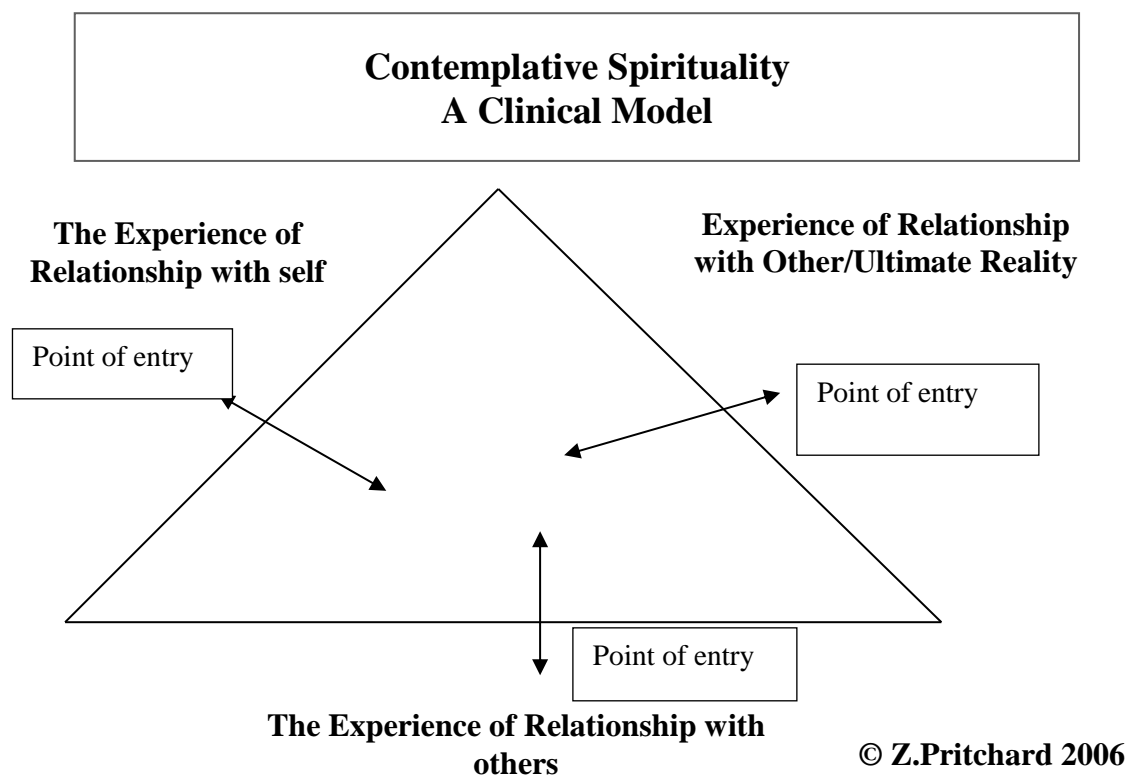 Contemplative Spirituality
A Clinical Model
The Experience of
Relationship with self
Experience of Relationship
with Other/Ultimate Reality
Point of entry
Point of entry
Point of entry
The Experience of Relationship with
others
© Z.Pritchard 2006